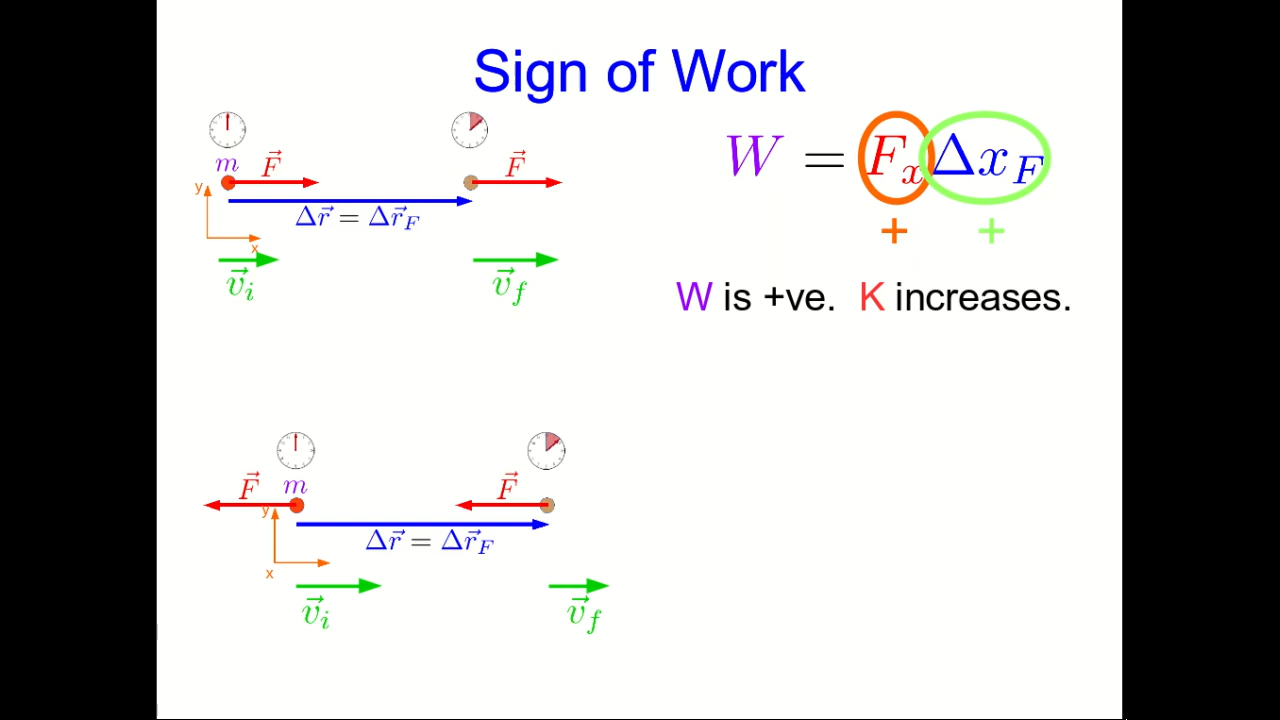 Sign of Work
m
F⃗
F⃗
y
x
Δr⃗ = Δr⃗_F
v⃗_i
v⃗_f
W = F_x Δx_F
+ +
W is +ve. K increases.
F⃗
m
F⃗
y
x
Δr⃗ = Δr⃗_F
v⃗_i
v⃗_f